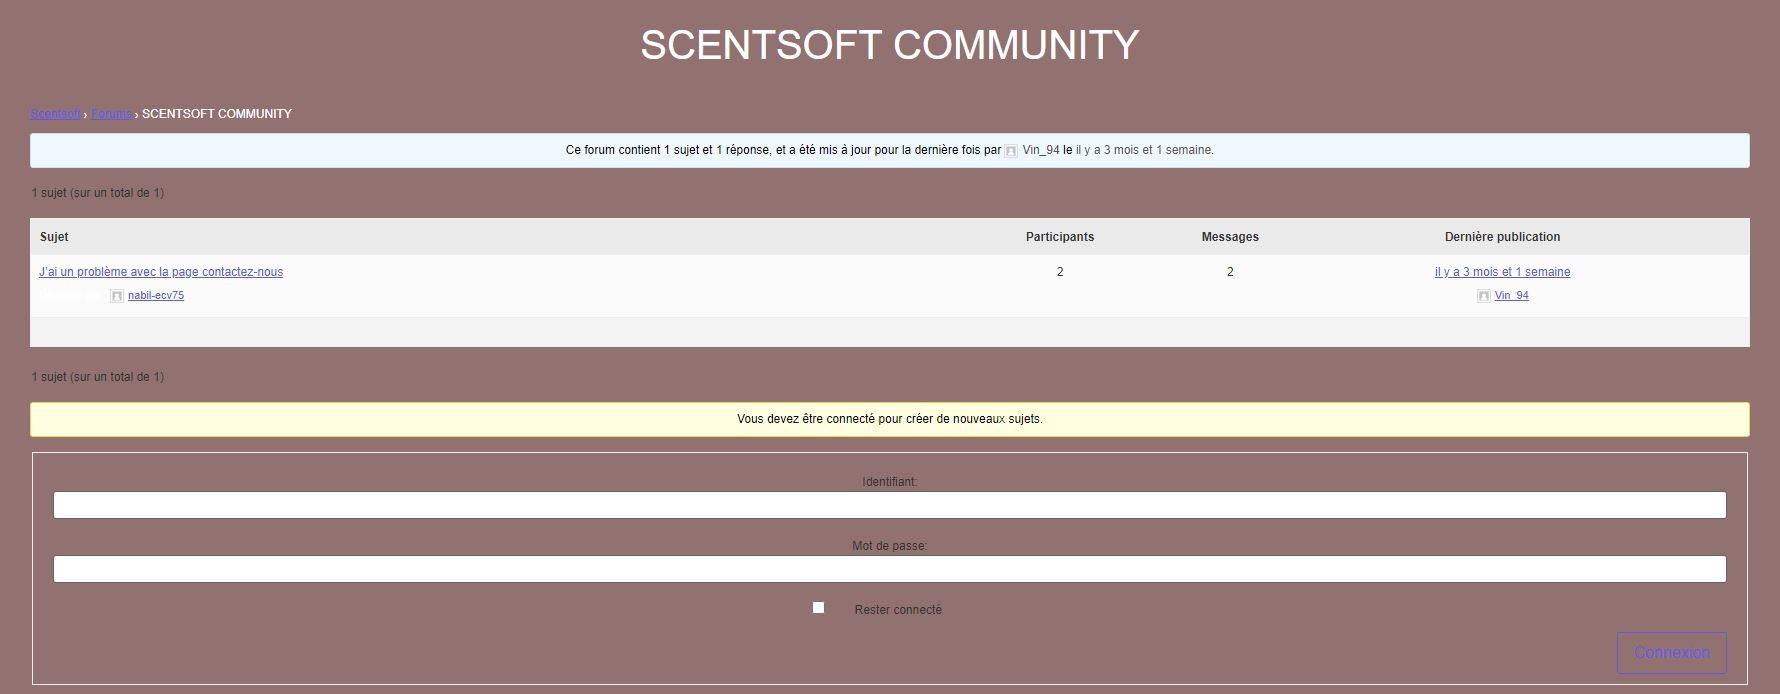 SCENTSOFT COMMUNITY
Scentsoft › Forums › SCENTSOFT COMMUNITY
Ce forum contient 1 sujet et 1 réponse, et a été mis à jour pour la dernière fois par Vin_94 le il y a 3 mois et 1 semaine.
1 sujet (sur un total de 1)
Sujet Participants Messages Dernière publication
J'ai un problème avec la page contactez-nous 2 2 il y a 3 mois et 1 semaine
nabil-ecv75 Vin_94
1 sujet (sur un total de 1)
Vous devez être connecté pour créer de nouveaux sujets.
Identifiant:
Mot de passe:
Rester connecté
Connexion